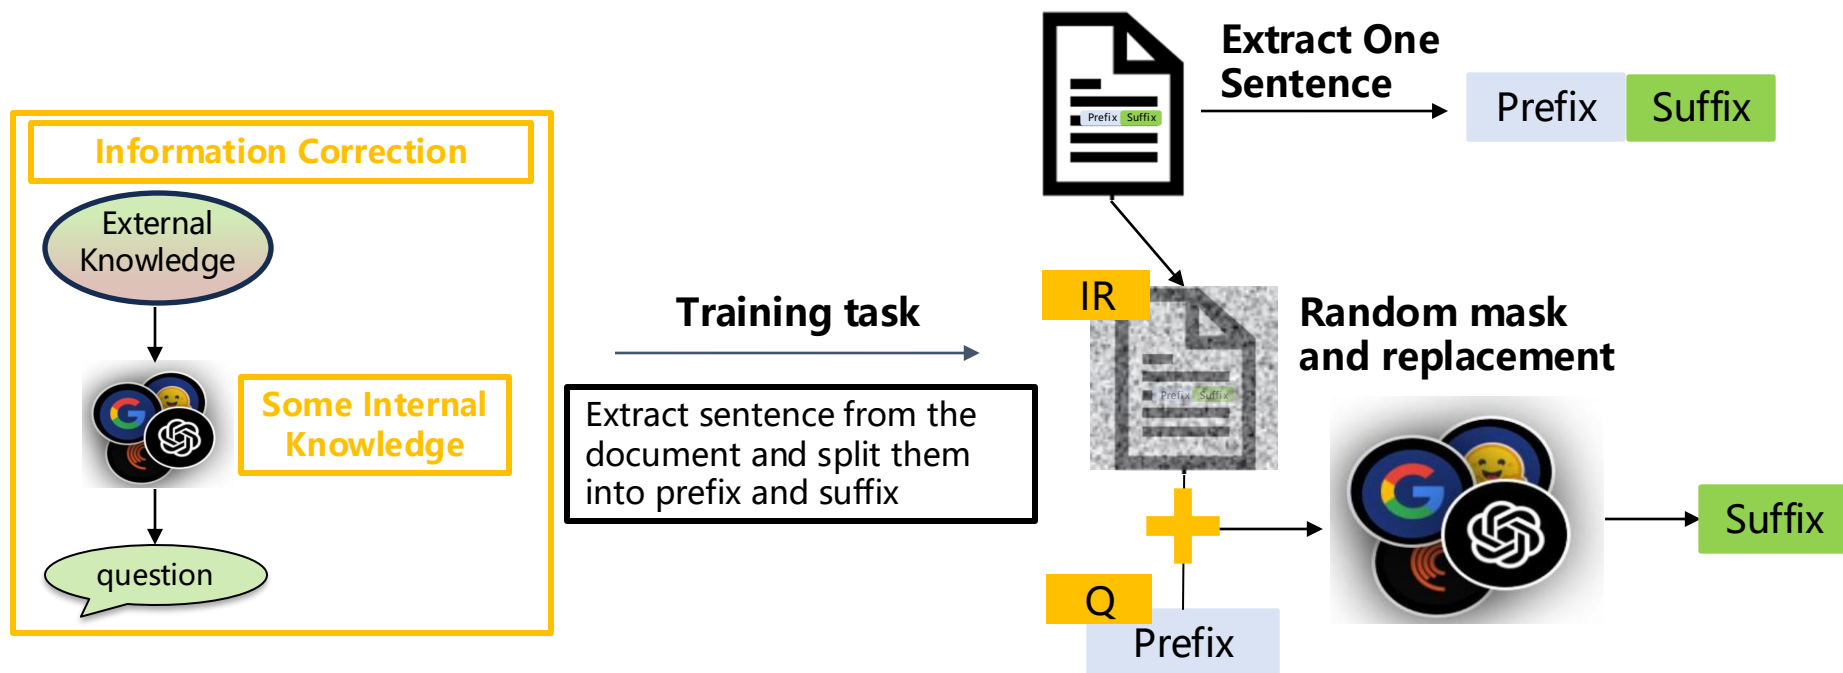 Information Correction
External
Knowledge
Some Internal
Knowledge
question
Training task
Extract sentence from the
document and split them
into prefix and suffix
Extract One
Sentence
Prefix Suffix
Prefix Suffix
IR
Prefix Suffix
Random mask
and replacement
G
Suffix
Q
Prefix
G